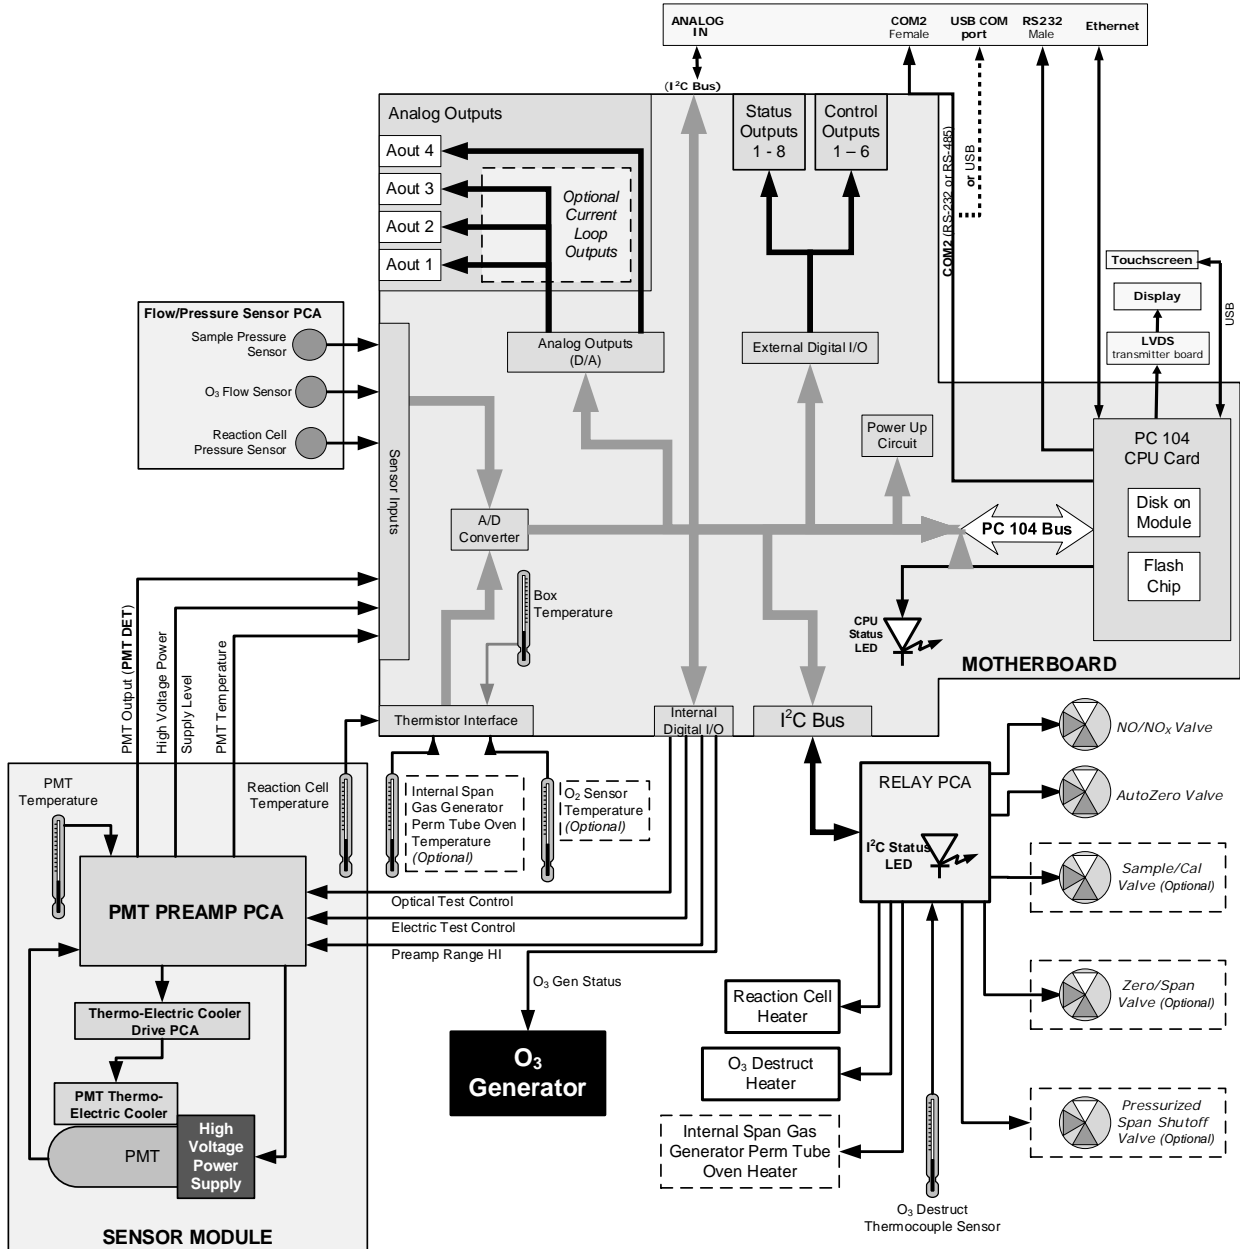 ANALOG
IN
COM2
Female
USB COM
port
RS232
Male
Ethernet
(I²C Bus)
Analog Outputs
Aout 4
Aout 3
Aout 2
Aout 1
Optional
Current
Loop
Outputs
Status
Outputs
1 - 8
Control
Outputs
1 – 6
COM2 (RS-232 or RS-485)
or USB
Touchscreen
Display
LVDS
transmitter board
USB
Flow/Pressure Sensor PCA
Sample Pressure
Sensor
O₃ Flow Sensor
Reaction Cell
Pressure Sensor
Sensor Inputs
Analog Outputs
(D/A)
External Digital I/O
Power Up
Circuit
PC 104
CPU Card
Disk on
Module
Flash
Chip
A/D
Converter
PC 104 Bus
Box
Temperature
CPU
Status
LED
MOTHERBOARD
PMT Output (PMT DET)
High Voltage Power
Supply Level
PMT Temperature
Thermistor Interface
Internal
Digital I/O
I²C Bus
PMT
Temperature
Reaction Cell
Temperature
Internal Span
Gas Generator
Perm Tube Oven
Temperature
(Optional)
O₂ Sensor
Temperature
(Optional)
RELAY PCA
I²C Status
LED
NO/NOₓ Valve
AutoZero Valve
Sample/Cal
Valve (Optional)
Zero/Span
Valve (Optional)
Pressurized
Span Shutoff
Valve (Optional)
PMT PREAMP PCA
Optical Test Control
Electric Test Control
Preamp Range HI
O₃ Gen Status
Thermo-Electric Cooler
Drive PCA
PMT Thermo-
Electric Cooler
PMT
High
Voltage
Power
Supply
SENSOR MODULE
O₃
Generator
Reaction Cell
Heater
O₃ Destruct
Heater
Internal Span Gas
Generator Perm Tube
Oven Heater
O₃ Destruct
Thermocouple Sensor